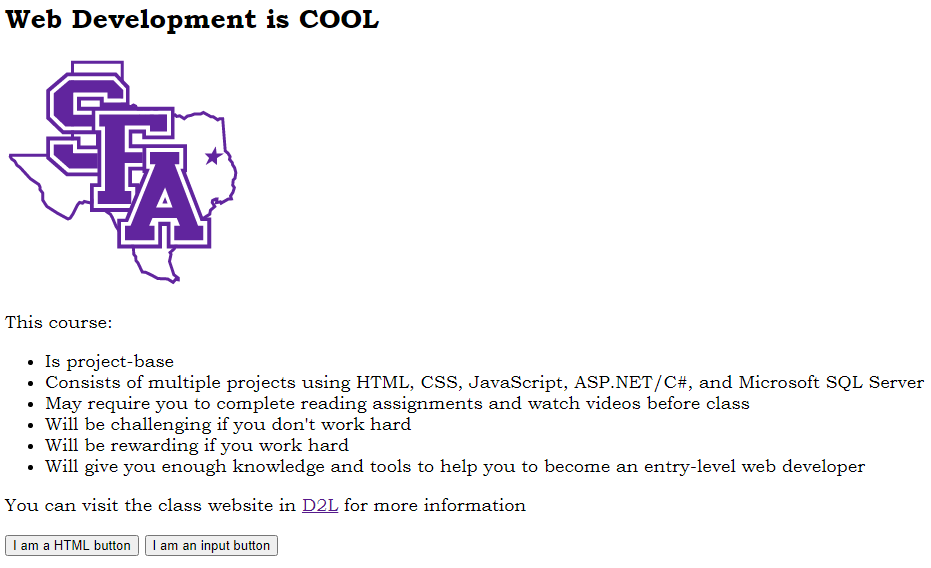 Web Development is COOL
SFA
This course:
• Is project-base
• Consists of multiple projects using HTML, CSS, JavaScript, ASP.NET/C#, and Microsoft SQL Server
• May require you to complete reading assignments and watch videos before class
• Will be challenging if you don't work hard
• Will be rewarding if you work hard
• Will give you enough knowledge and tools to help you to become an entry-level web developer
You can visit the class website in D2L for more information
I am a HTML button I am an input button